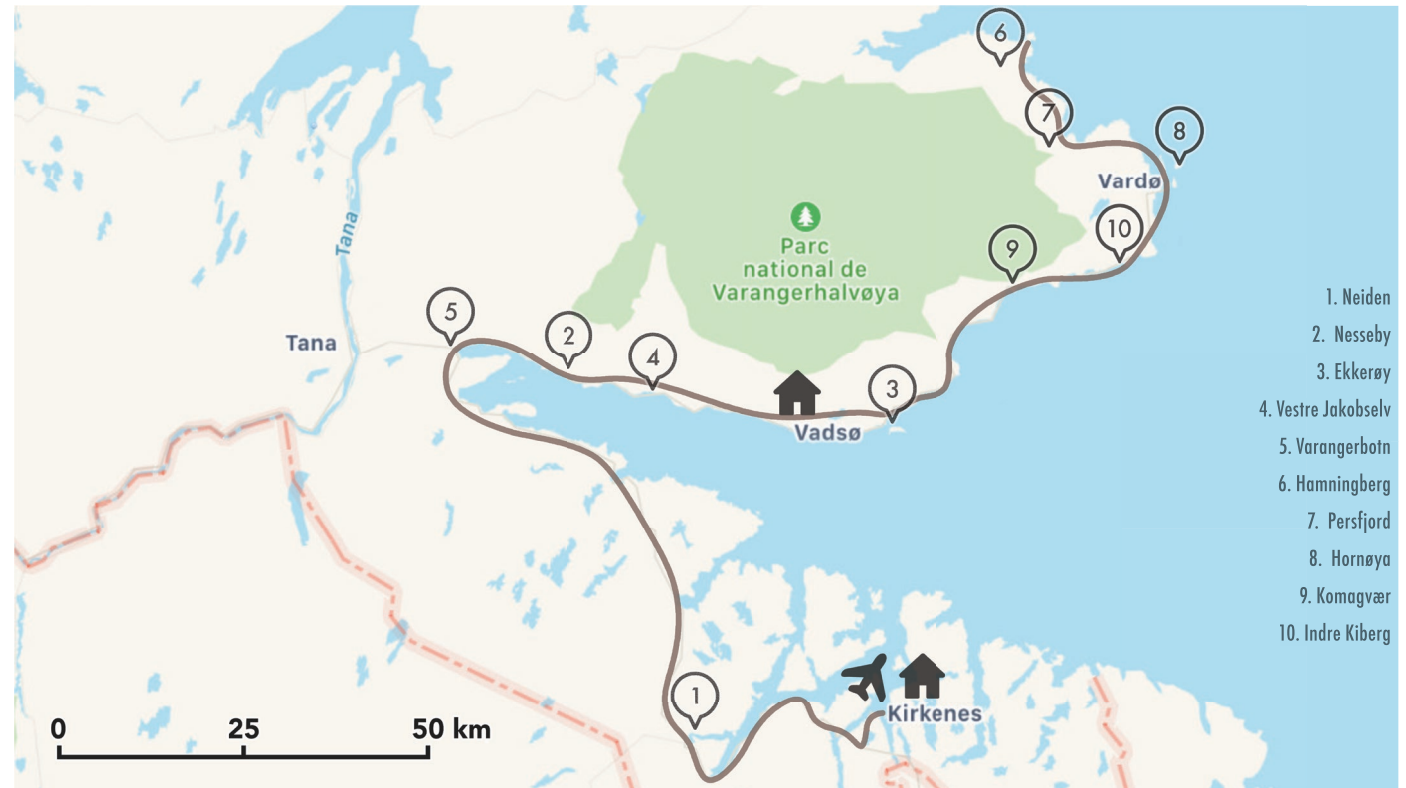 6
7
8
Vardø
Tana
10
9
Parc
national de
Varangerhalvøya
5
2
4
3
Tana
Vadsø
1. Neiden
2. Nesseby
3. Ekkerøy
4. Vestre Jakobselv
5. Varangerbotn
6. Hamningberg
7. Persfjord
8. Hornøya
9. Komagvær
10. Indre Kiberg
1
Kirkenes
0 25 50 km